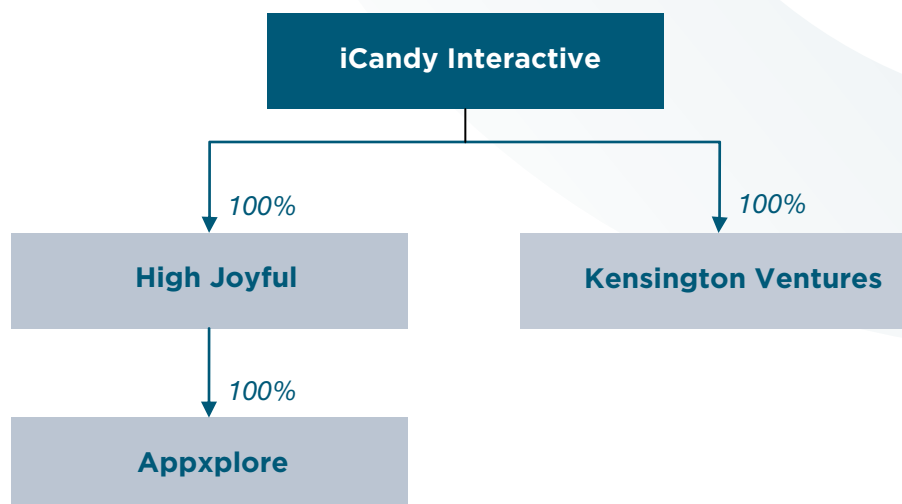 iCandy Interactive
100%
100%
High Joyful
Kensington Ventures
100%
Appxplore